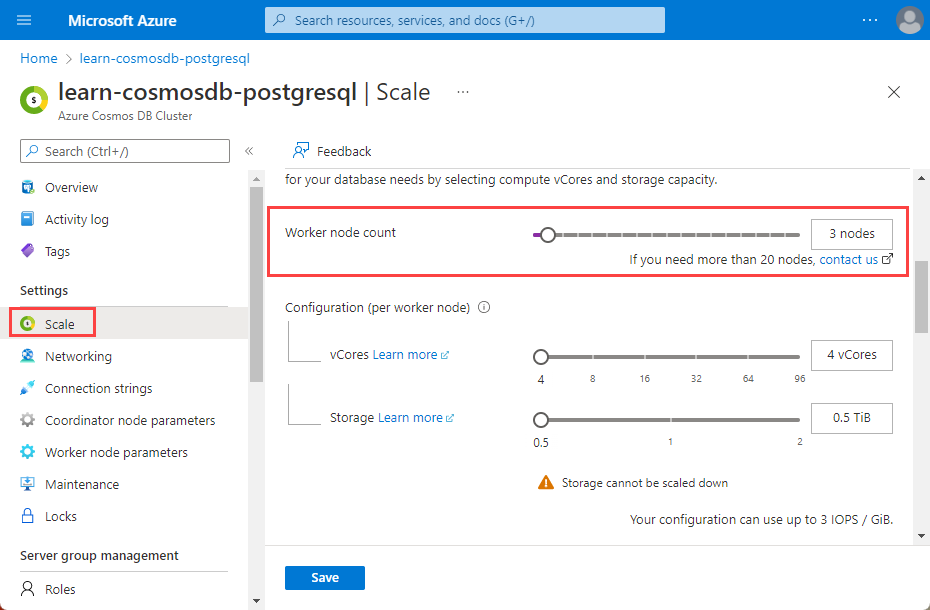 Microsoft Azure
Search resources, services, and docs (G+/)
Home > learn-cosmosdb-postgresql
learn-cosmosdb-postgresql | Scale ...
Azure Cosmos DB Cluster
Search (Ctrl+/)
Overview
Activity log
Tags
Settings
Scale
Networking
Connection strings
Coordinator node parameters
Worker node parameters
Maintenance
Locks
Server group management
Roles
Feedback
for your database needs by selecting compute vCores and storage capacity.
Worker node count 3 nodes
If you need more than 20 nodes, contact us
Configuration (per worker node)
vCores Learn more 4 vCores
4 8 16 32 64 96
Storage Learn more 0.5 TiB
0.5 1 2
Storage cannot be scaled down
Your configuration can use up to 3 IOPS / GiB.
Save